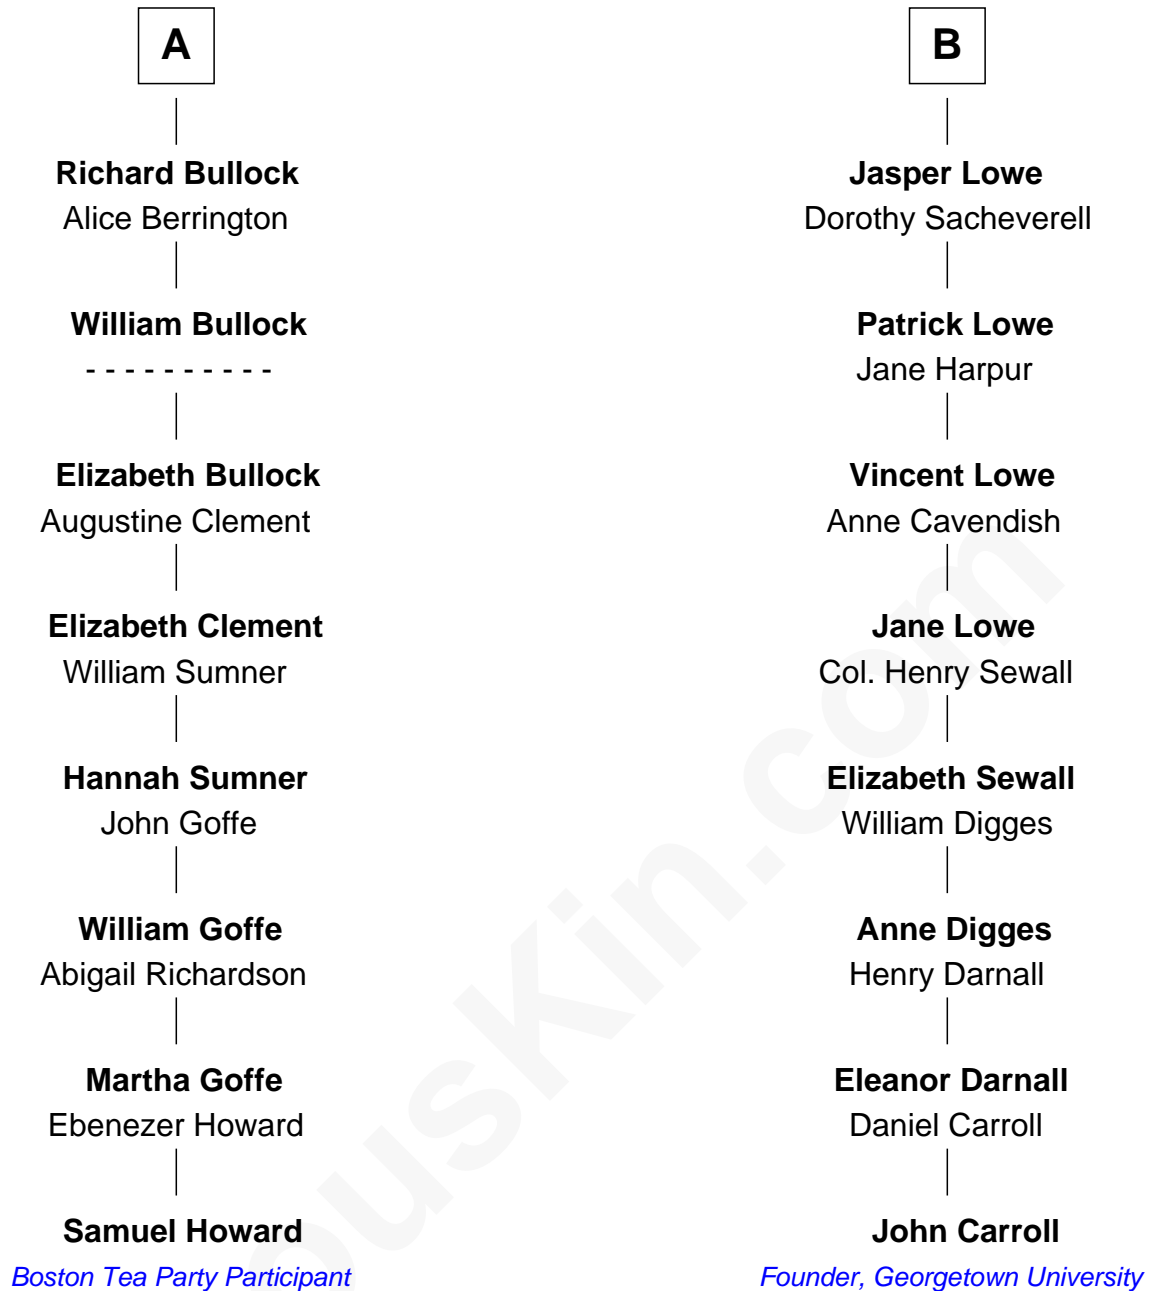 A
Richard Bullock
Alice Berrington
William Bullock
- - - - - - - - - -
Elizabeth Bullock
Augustine Clement
Elizabeth Clement
William Sumner
Hannah Sumner
John Goffe
William Goffe
Abigail Richardson
Martha Goffe
Ebenezer Howard
Samuel Howard
Boston Tea Party Participant
B
Jasper Lowe
Dorothy Sacheverell
Patrick Lowe
Jane Harpur
Vincent Lowe
Anne Cavendish
Jane Lowe
Col. Henry Sewall
Elizabeth Sewall
William Digges
Anne Digges
Henry Darnall
Eleanor Darnall
Daniel Carroll
John Carroll
Founder, Georgetown University
ouskin.com